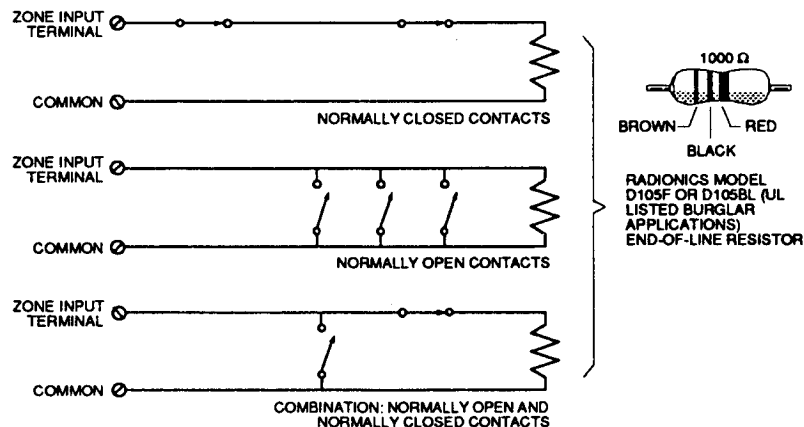 ZONE INPUT
TERMINAL
COMMON
NORMALLY CLOSED CONTACTS
ZONE INPUT
TERMINAL
COMMON
NORMALLY OPEN CONTACTS
ZONE INPUT
TERMINAL
COMMON
COMBINATION: NORMALLY OPEN AND
NORMALLY CLOSED CONTACTS
1000 Ω
BROWN
RED
BLACK
RADIONICS MODEL
D105F OR D105BL (UL
LISTED BURGLAR
APPLICATIONS)
END-OF-LINE RESISTOR